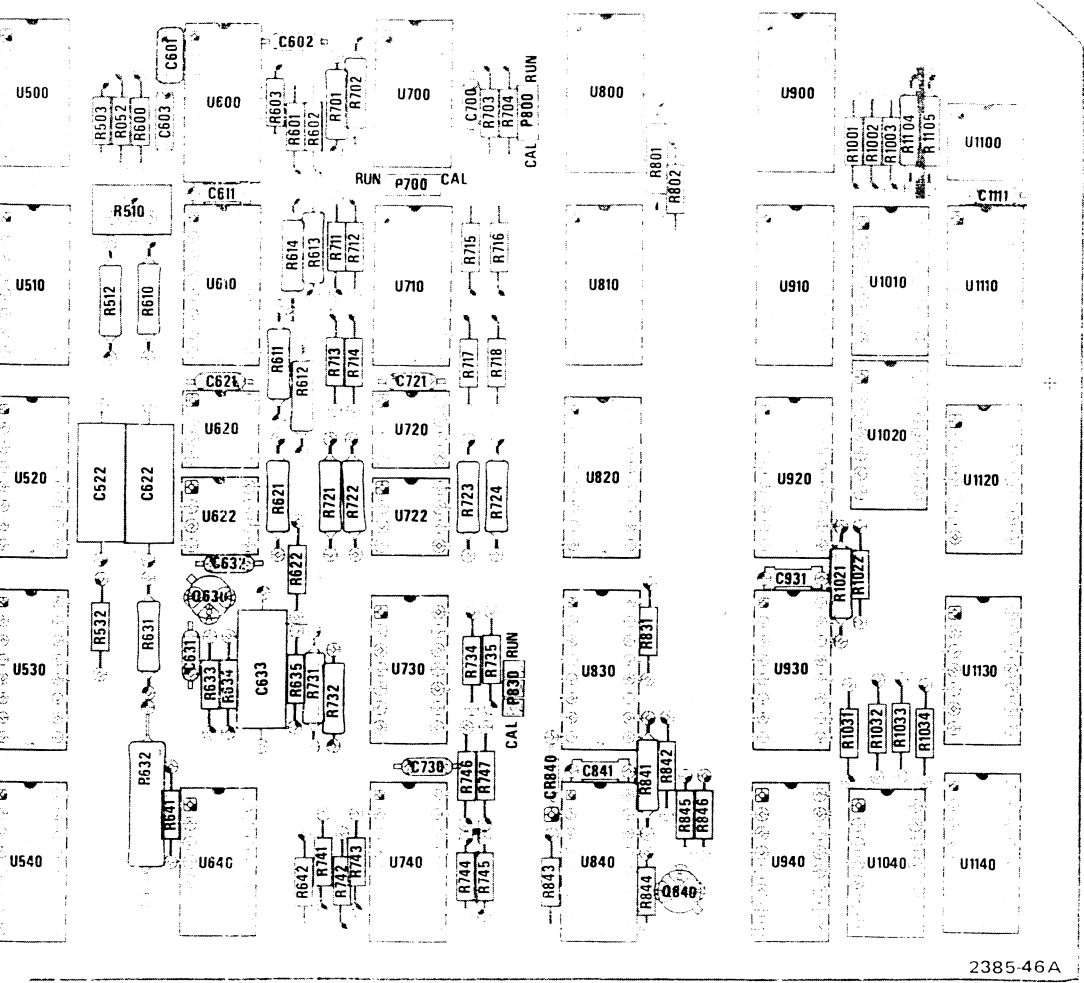 C601
C602
RUN
U500
R503
R052
R600
C603
U600
R603
R601
R602
R701
R702
U700
C700
R703
R704
P800
CAL
U800
U900
R1001
R1002
R1003
R1104
R1105
U1100
R801
R802
C611
RUN P700 CAL
C1111
R510
U510
R512
R610
U610
R614
R613
R711
R712
U710
R715
R716
U810
U910
U1010
U1110
R611
R612
R713
R714
R717
R718
C621
C721
U620
U720
U1020
U520
C522
C622
R621
R721
R722
R723
R724
U820
U920
U1120
U622
U722
C632
R622
C931
R1021
R1022
Q630
R532
R631
C631
R633
R634
C633
R635
R731
R732
U530
U730
R734
R735
RUN
P830
CAL
U830
R831
U930
U1130
R1031
R1032
R1033
R1034
R632
R641
C730
R746
R747
CR840
C841
R841
R842
R845
R846
U540
U640
R642
R741
R742
R743
U740
R744
R745
R843
U840
R844
Q840
U940
U1040
U1140
2385-46A